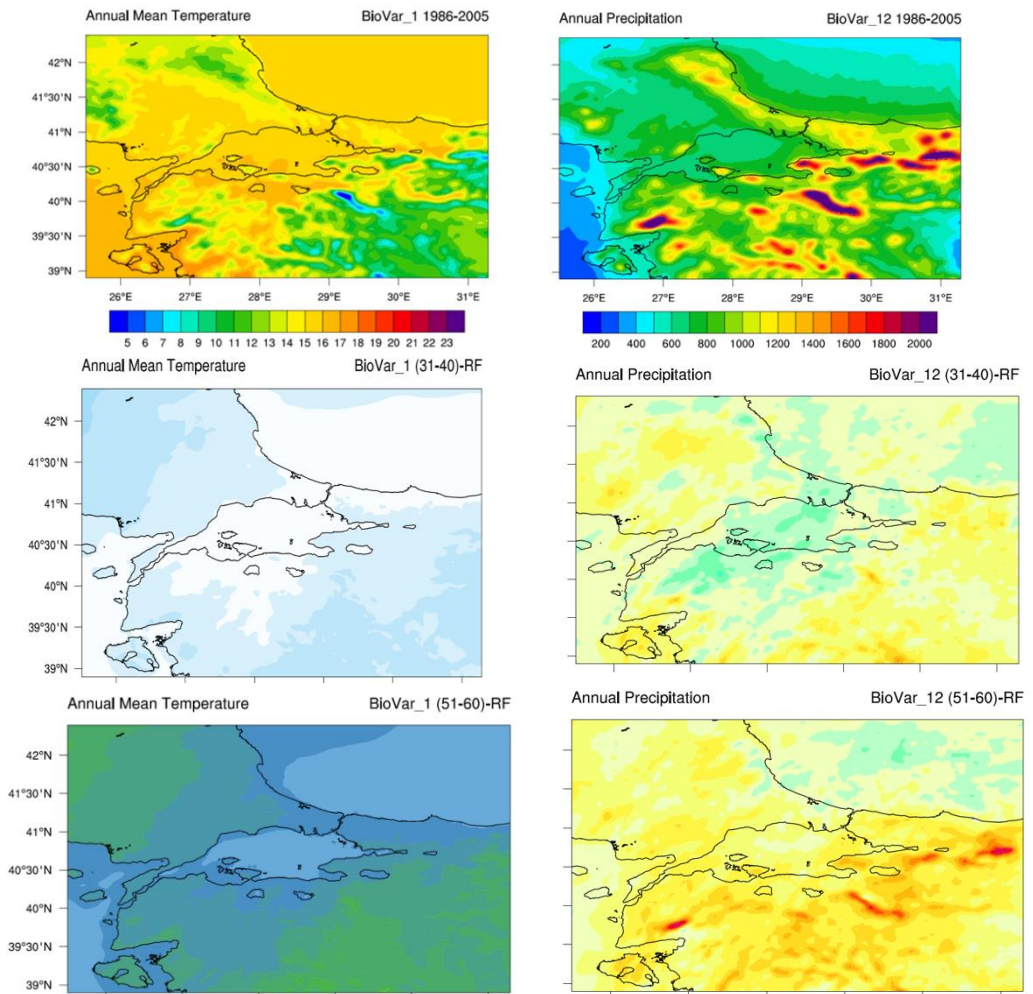 Annual Mean Temperature BioVar_1 1986-2005
42°N
41°30'N
41°N
40°30'N
40°N
39°30'N
39°N
26°E 27°E 28°E 29°E 30°E 31°E
5 6 7 8 9 10 11 12 13 14 15 16 17 18 19 20 21 22 23
Annual Precipitation BioVar_12 1986-2005
42°N
41°30'N
41°N
40°30'N
40°N
39°30'N
39°N
26°E 27°E 28°E 29°E 30°E 31°E
200 400 600 800 1000 1200 1400 1600 1800 2000
Annual Mean Temperature BioVar_1 (31-40)-RF
42°N
41°30'N
41°N
40°30'N
40°N
39°30'N
39°N
Annual Precipitation BioVar_12 (31-40)-RF
Annual Mean Temperature BioVar_1 (51-60)-RF
42°N
41°30'N
41°N
40°30'N
40°N
39°30'N
39°N
Annual Precipitation BioVar_12 (51-60)-RF